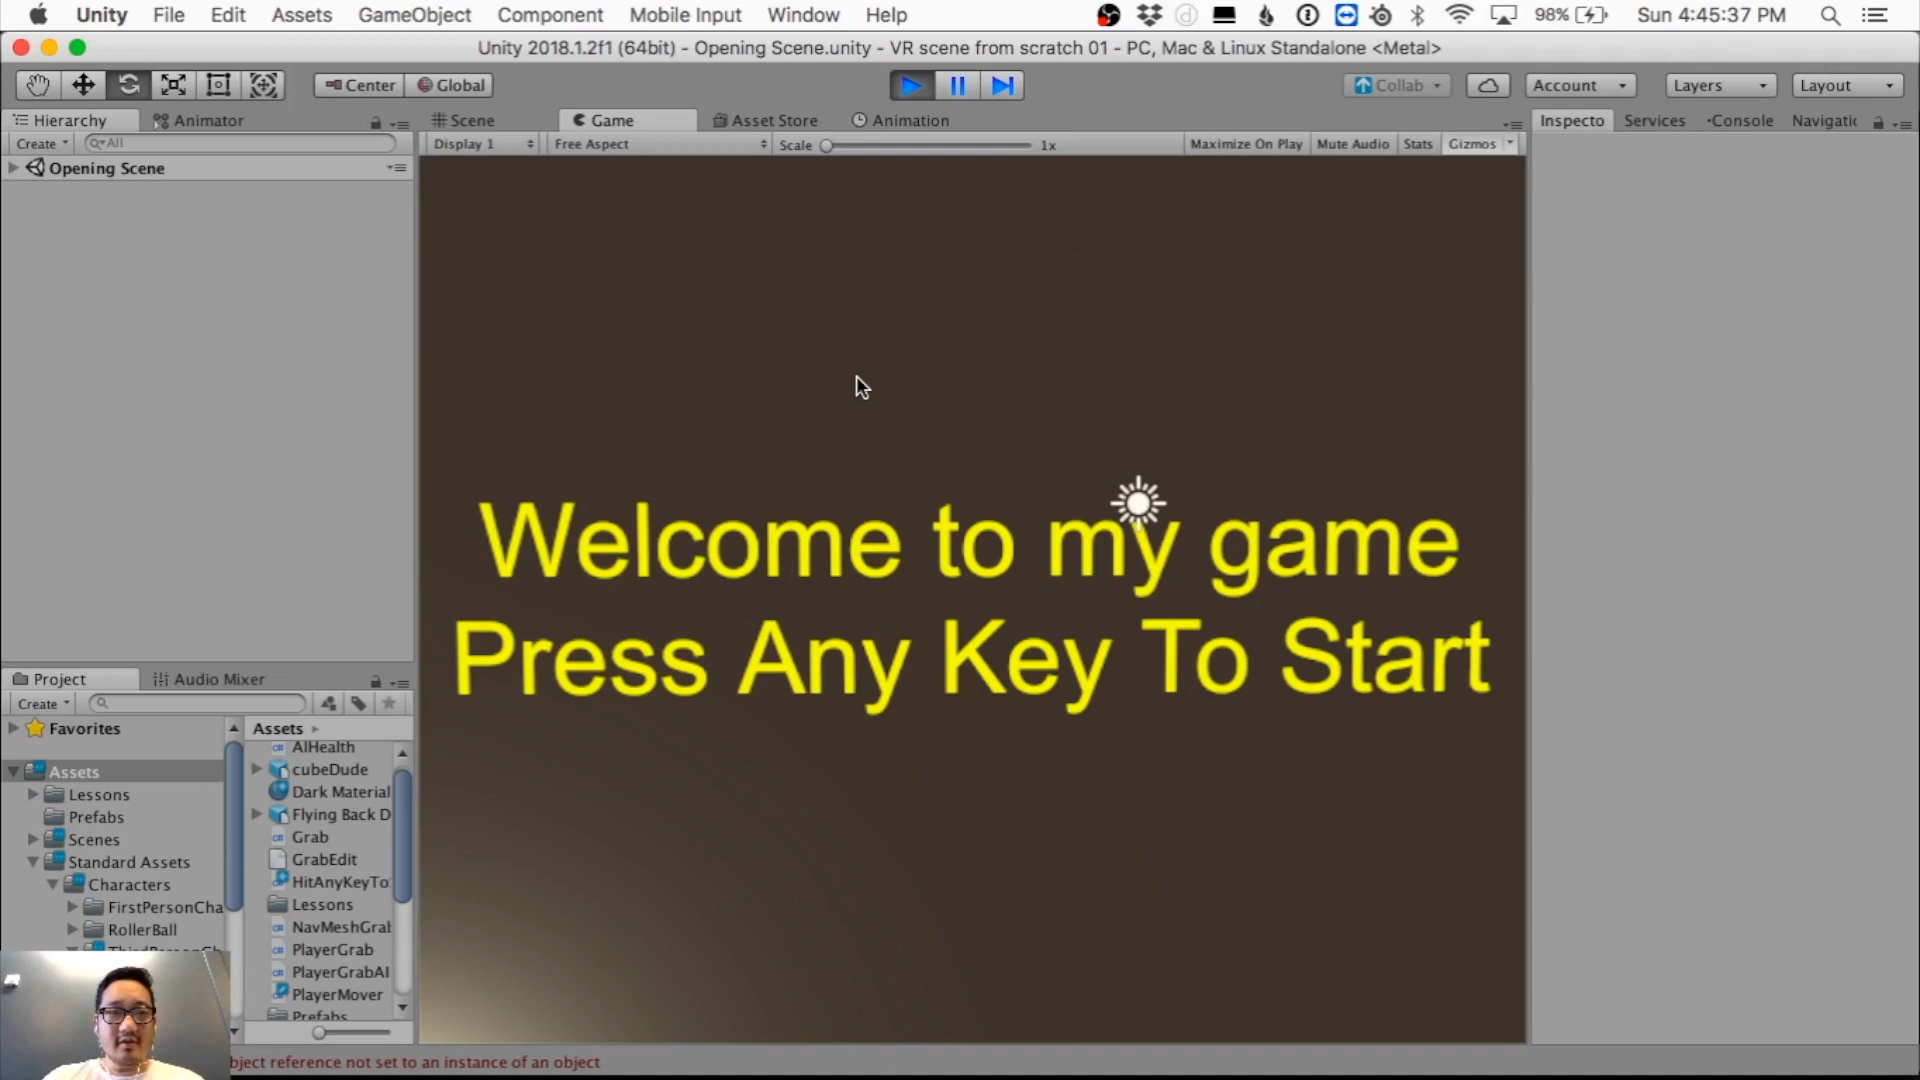 Unity File Edit Assets GameObject Component Mobile Input Window Help 98% Sun 4:45:37 PM
Unity 2018.1.2f1 (64bit) - Opening Scene.unity - VR scene from scratch 01 - PC, Mac & Linux Standalone <Metal>
Center Global Collab Account Layers Layout
Hierarchy Animator Scene Game Asset Store Animation Inspecto Services Console Navigatic
Create All Display 1 Free Aspect Scale 1x Maximize On Play Mute Audio Stats Gizmos
Opening Scene
Welcome to my game
Press Any Key To Start
Project Audio Mixer
Create
Favorites
Assets
Lessons
Prefabs
Scenes
Standard Assets
Characters
FirstPersonCha
RollerBall
Assets
AIHealth
cubeDude
Dark Material
Flying Back D
Grab
GrabEdit
HitAnyKeyTo
Lessons
NavMeshGral
PlayerGrab
PlayerGrabAI
PlayerMover
Prefabs
bject reference not set to an instance of an object